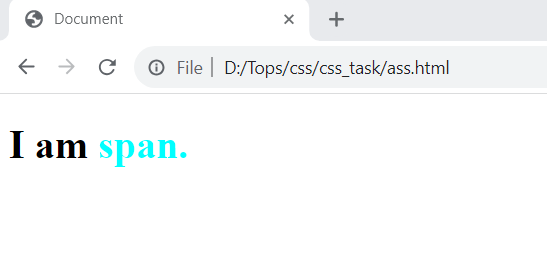 Document
File | D:/Tops/css/css_task/ass.html
I am span.